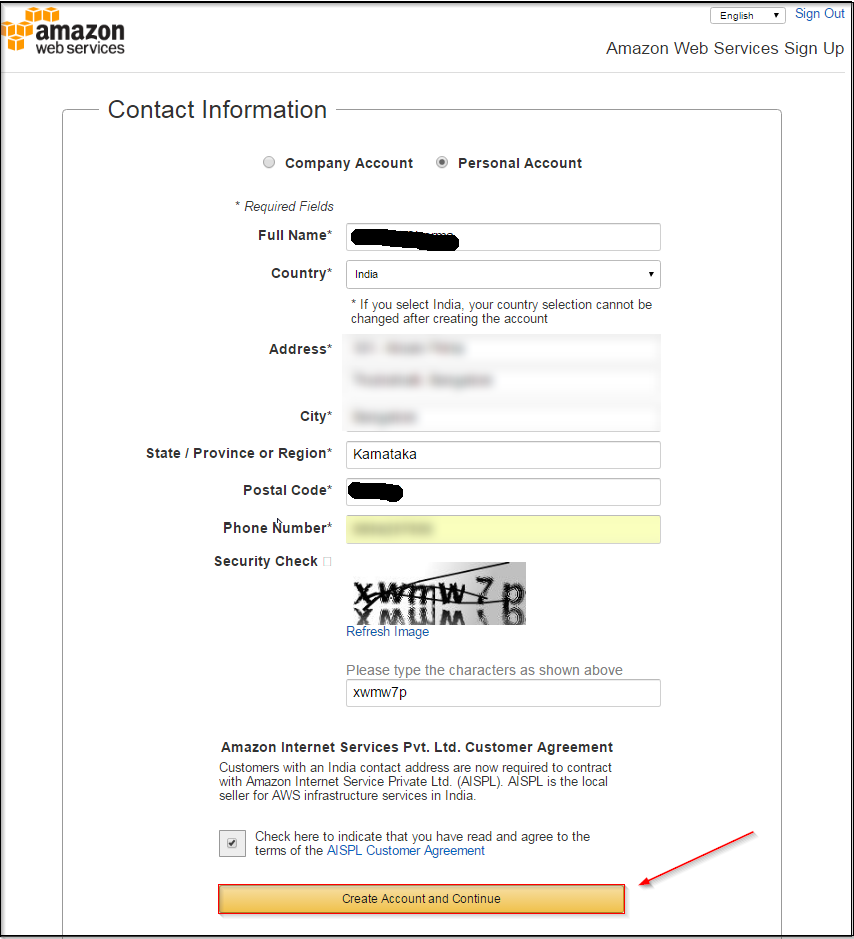 English
Sign Out
amazon
web services
Amazon Web Services Sign Up
Contact Information
Company Account
Personal Account
* Required Fields
Full Name*
Country*
India
* If you select India, your country selection cannot be
changed after creating the account
Address*
City*
State / Province or Region*
Karnataka
Postal Code*
Phone Number*
Security Check
xwmw7p
Refresh Image
Please type the characters as shown above
xwmw7p
Amazon Internet Services Pvt. Ltd. Customer Agreement
Customers with an India contact address are now required to contract
with Amazon Internet Service Private Ltd. (AISPL). AISPL is the local
seller for AWS infrastructure services in India.
Check here to indicate that you have read and agree to the
terms of the AISPL Customer Agreement
Create Account and Continue